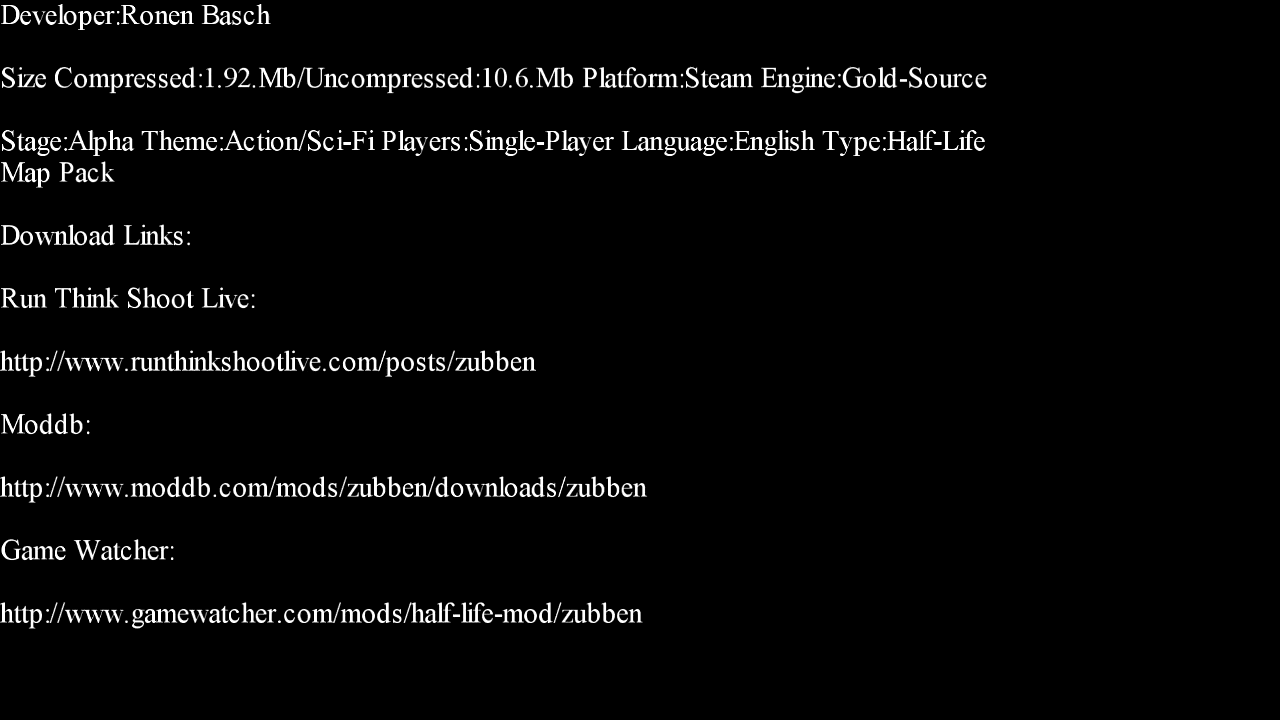 Developer:Ronen Basch
Size Compressed:1.92.Mb/Uncompressed:10.6.Mb Platform:Steam Engine:Gold-Source
Stage:Alpha Theme:Action/Sci-Fi Players:Single-Player Language:English Type:Half-Life
Map Pack
Download Links:
Run Think Shoot Live:
http://www.runthinkshootlive.com/posts/zubben
Moddb:
http://www.moddb.com/mods/zubben/downloads/zubben
Game Watcher:
http://www.gamewatcher.com/mods/half-life-mod/zubben